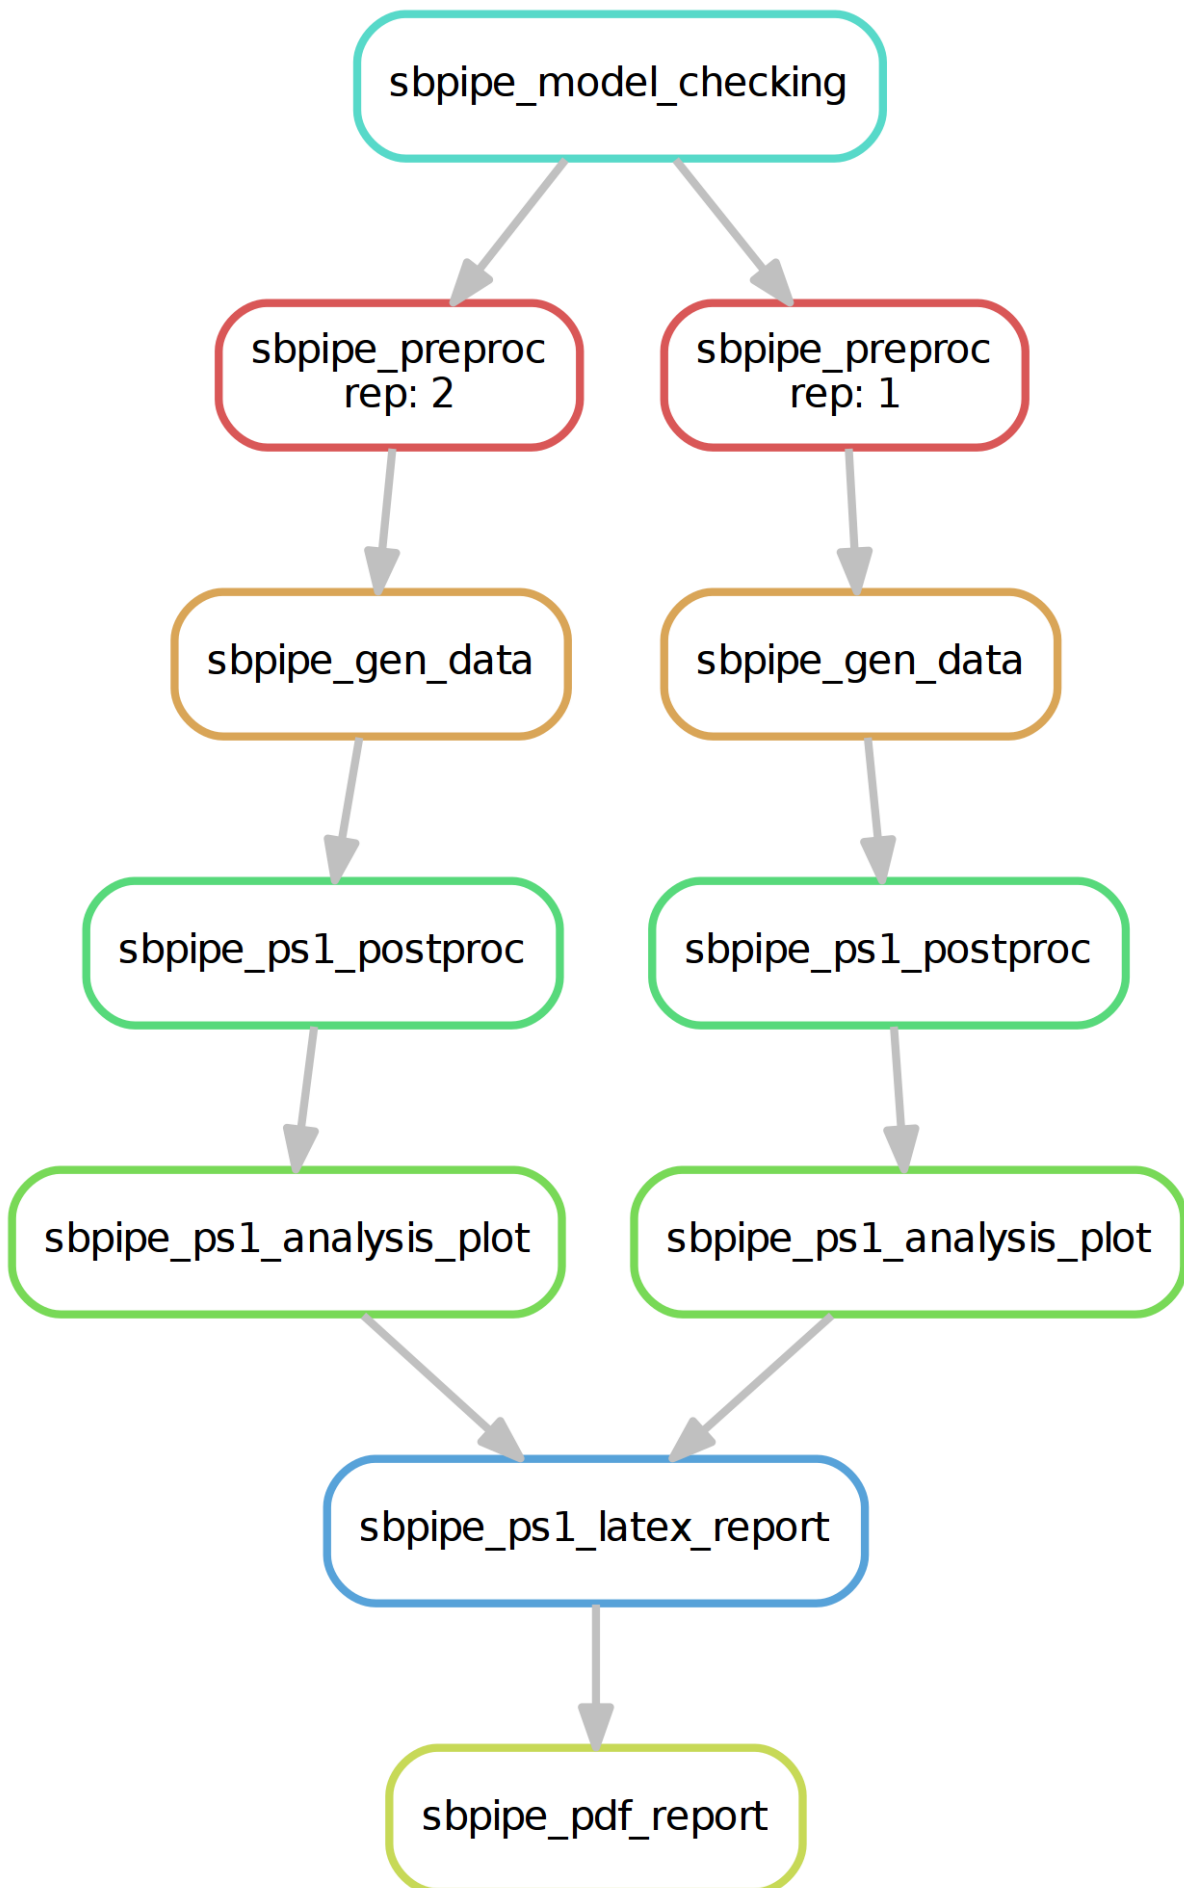 sbpipe_model_checking
sbpipe_preproc
rep: 2
sbpipe_preproc
rep: 1
sbpipe_gen_data
sbpipe_gen_data
sbpipe_ps1_postproc
sbpipe_ps1_postproc
sbpipe_ps1_analysis_plot
sbpipe_ps1_analysis_plot
sbpipe_ps1_latex_report
sbpipe_pdf_report